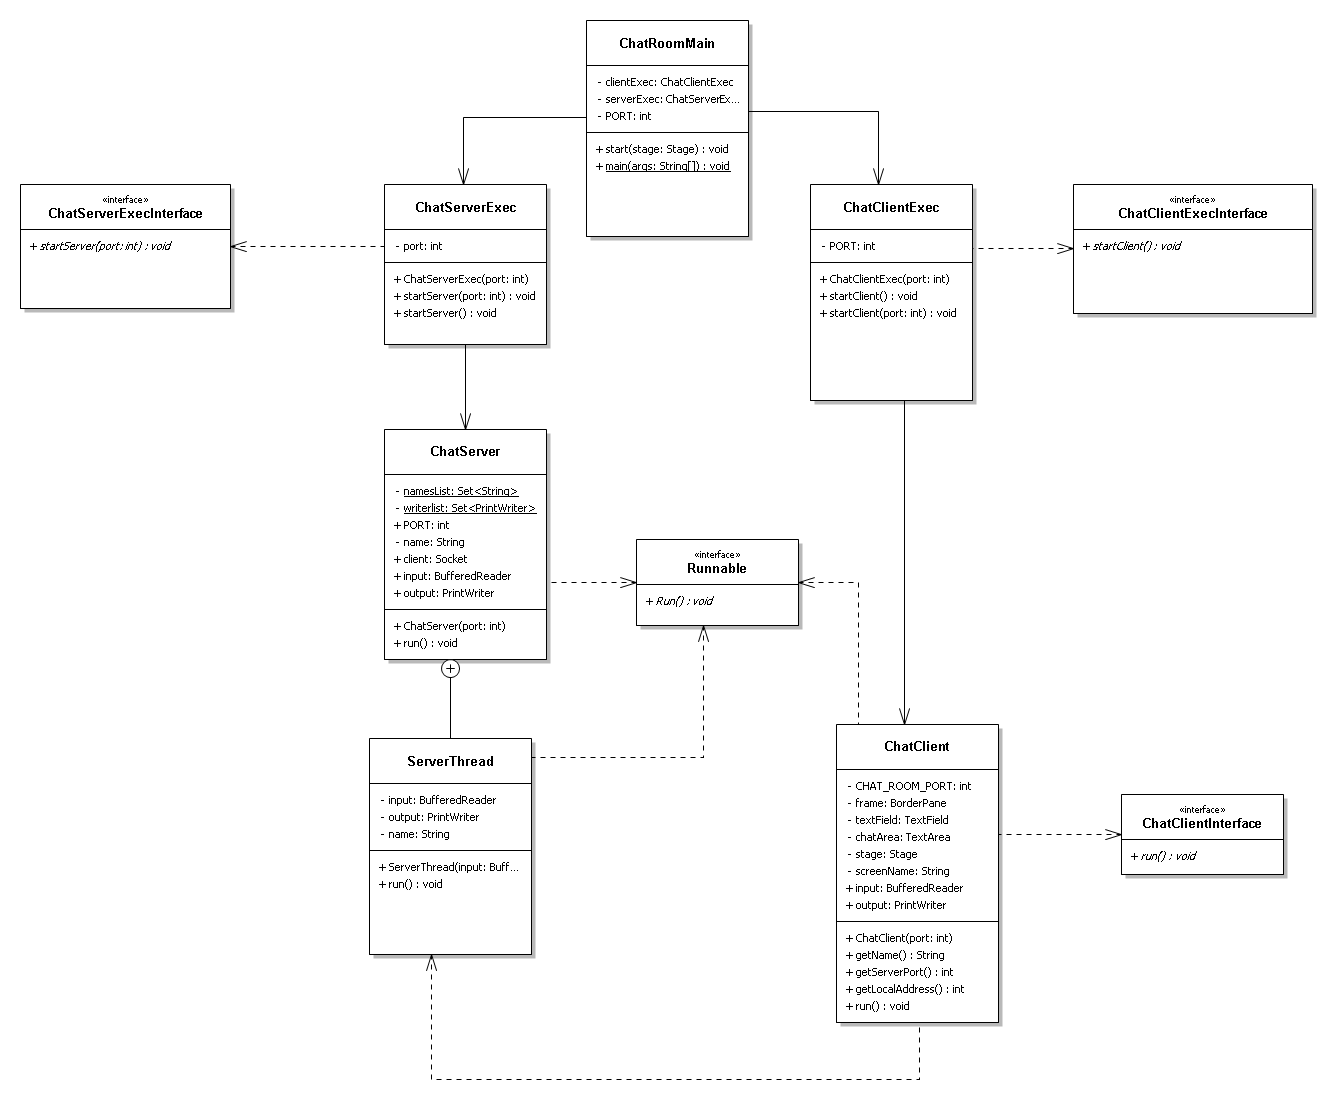 ChatRoomMain
- clientExec: ChatClientExec
- serverExec: ChatServerEx...
- PORT: int
+ start(stage: Stage) : void
+ main(args: String[]) : void
«interface»
ChatServerExecInterface
+ startServer(port: int) : void
ChatServerExec
- port: int
+ ChatServerExec(port: int)
+ startServer(port: int) : void
+ startServer() : void
ChatClientExec
- PORT: int
+ ChatClientExec(port: int)
+ startClient() : void
+ startClient(port: int) : void
«interface»
ChatClientExecInterface
+ startClient() : void
ChatServer
- namesList: Set<String>
- writerlist: Set<PrintWriter>
+ PORT: int
- name: String
+ client: Socket
+ input: BufferedReader
+ output: PrintWriter
+ ChatServer(port: int)
+ run() : void
«interface»
Runnable
+ Run() : void
ServerThread
- input: BufferedReader
- output: PrintWriter
- name: String
+ ServerThread(input: Buff...
+ run() : void
ChatClient
- CHAT_ROOM_PORT: int
- frame: BorderPane
- textField: TextField
- chatArea: TextArea
- stage: Stage
- screenName: String
+ input: BufferedReader
+ output: PrintWriter
+ ChatClient(port: int)
+ getName() : String
+ getServerPort() : int
+ getLocalAddress() : int
+ run() : void
«interface»
ChatClientInterface
+ run() : void